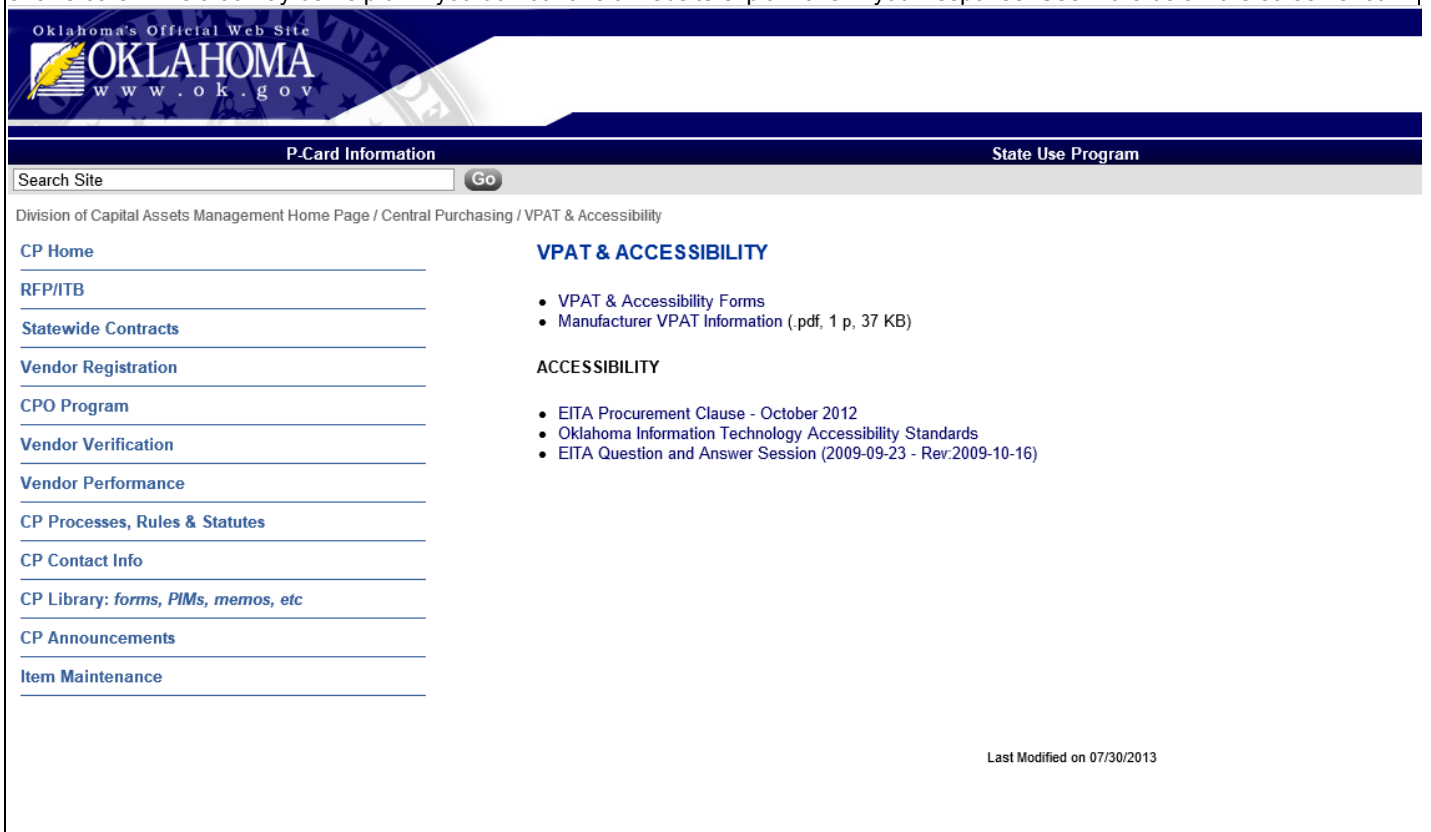 Oklahoma's Official Web Site
OKLAHOMA
www.ok.gov
P-Card Information
State Use Program
Search Site
Go
Division of Capital Assets Management Home Page / Central Purchasing / VPAT & Accessibility
CP Home
RFP/ITB
Statewide Contracts
Vendor Registration
CPO Program
Vendor Verification
Vendor Performance
CP Processes, Rules & Statutes
CP Contact Info
CP Library: forms, PIMs, memos, etc
CP Announcements
Item Maintenance
VPAT & ACCESSIBILITY
• VPAT & Accessibility Forms
• Manufacturer VPAT Information (.pdf, 1 p, 37 KB)
ACCESSIBILITY
• EITA Procurement Clause - October 2012
• Oklahoma Information Technology Accessibility Standards
• EITA Question and Answer Session (2009-09-23 - Rev:2009-10-16)
Last Modified on 07/30/2013